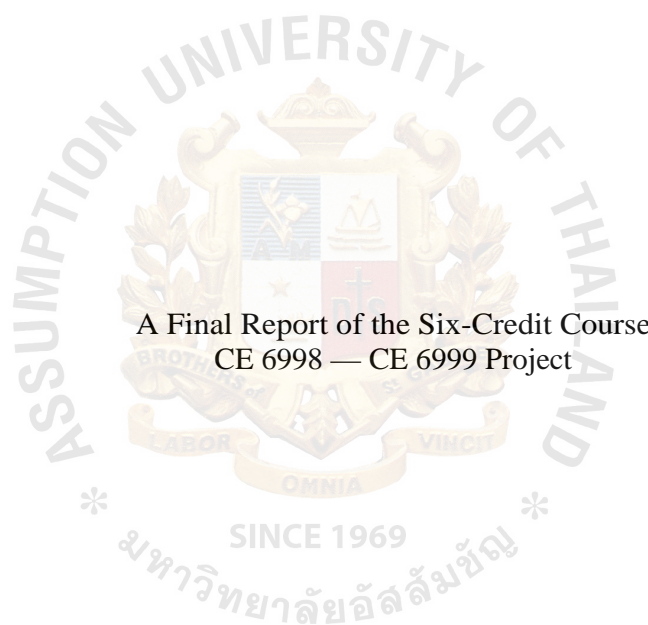 ASSUMPTION UNIVERSITY OF THAILAND
A Final Report of the Six-Credit Course
CE 6998 — CE 6999 Project
A M
D S
BROTHERS of St G
LABOR
VINCIT
OMNIA
* SINCE 1969 *
มหาวิทยาลัยอัสสัมชัญ